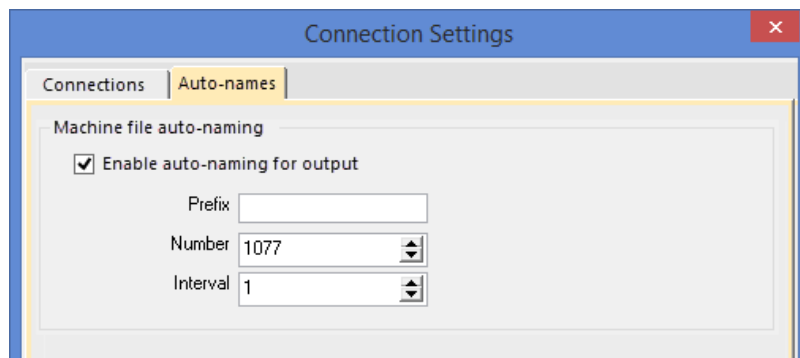 Connection Settings
Connections Auto-names
Machine file auto-naming
Enable auto-naming for output
Prefix
Number 1077
Interval 1